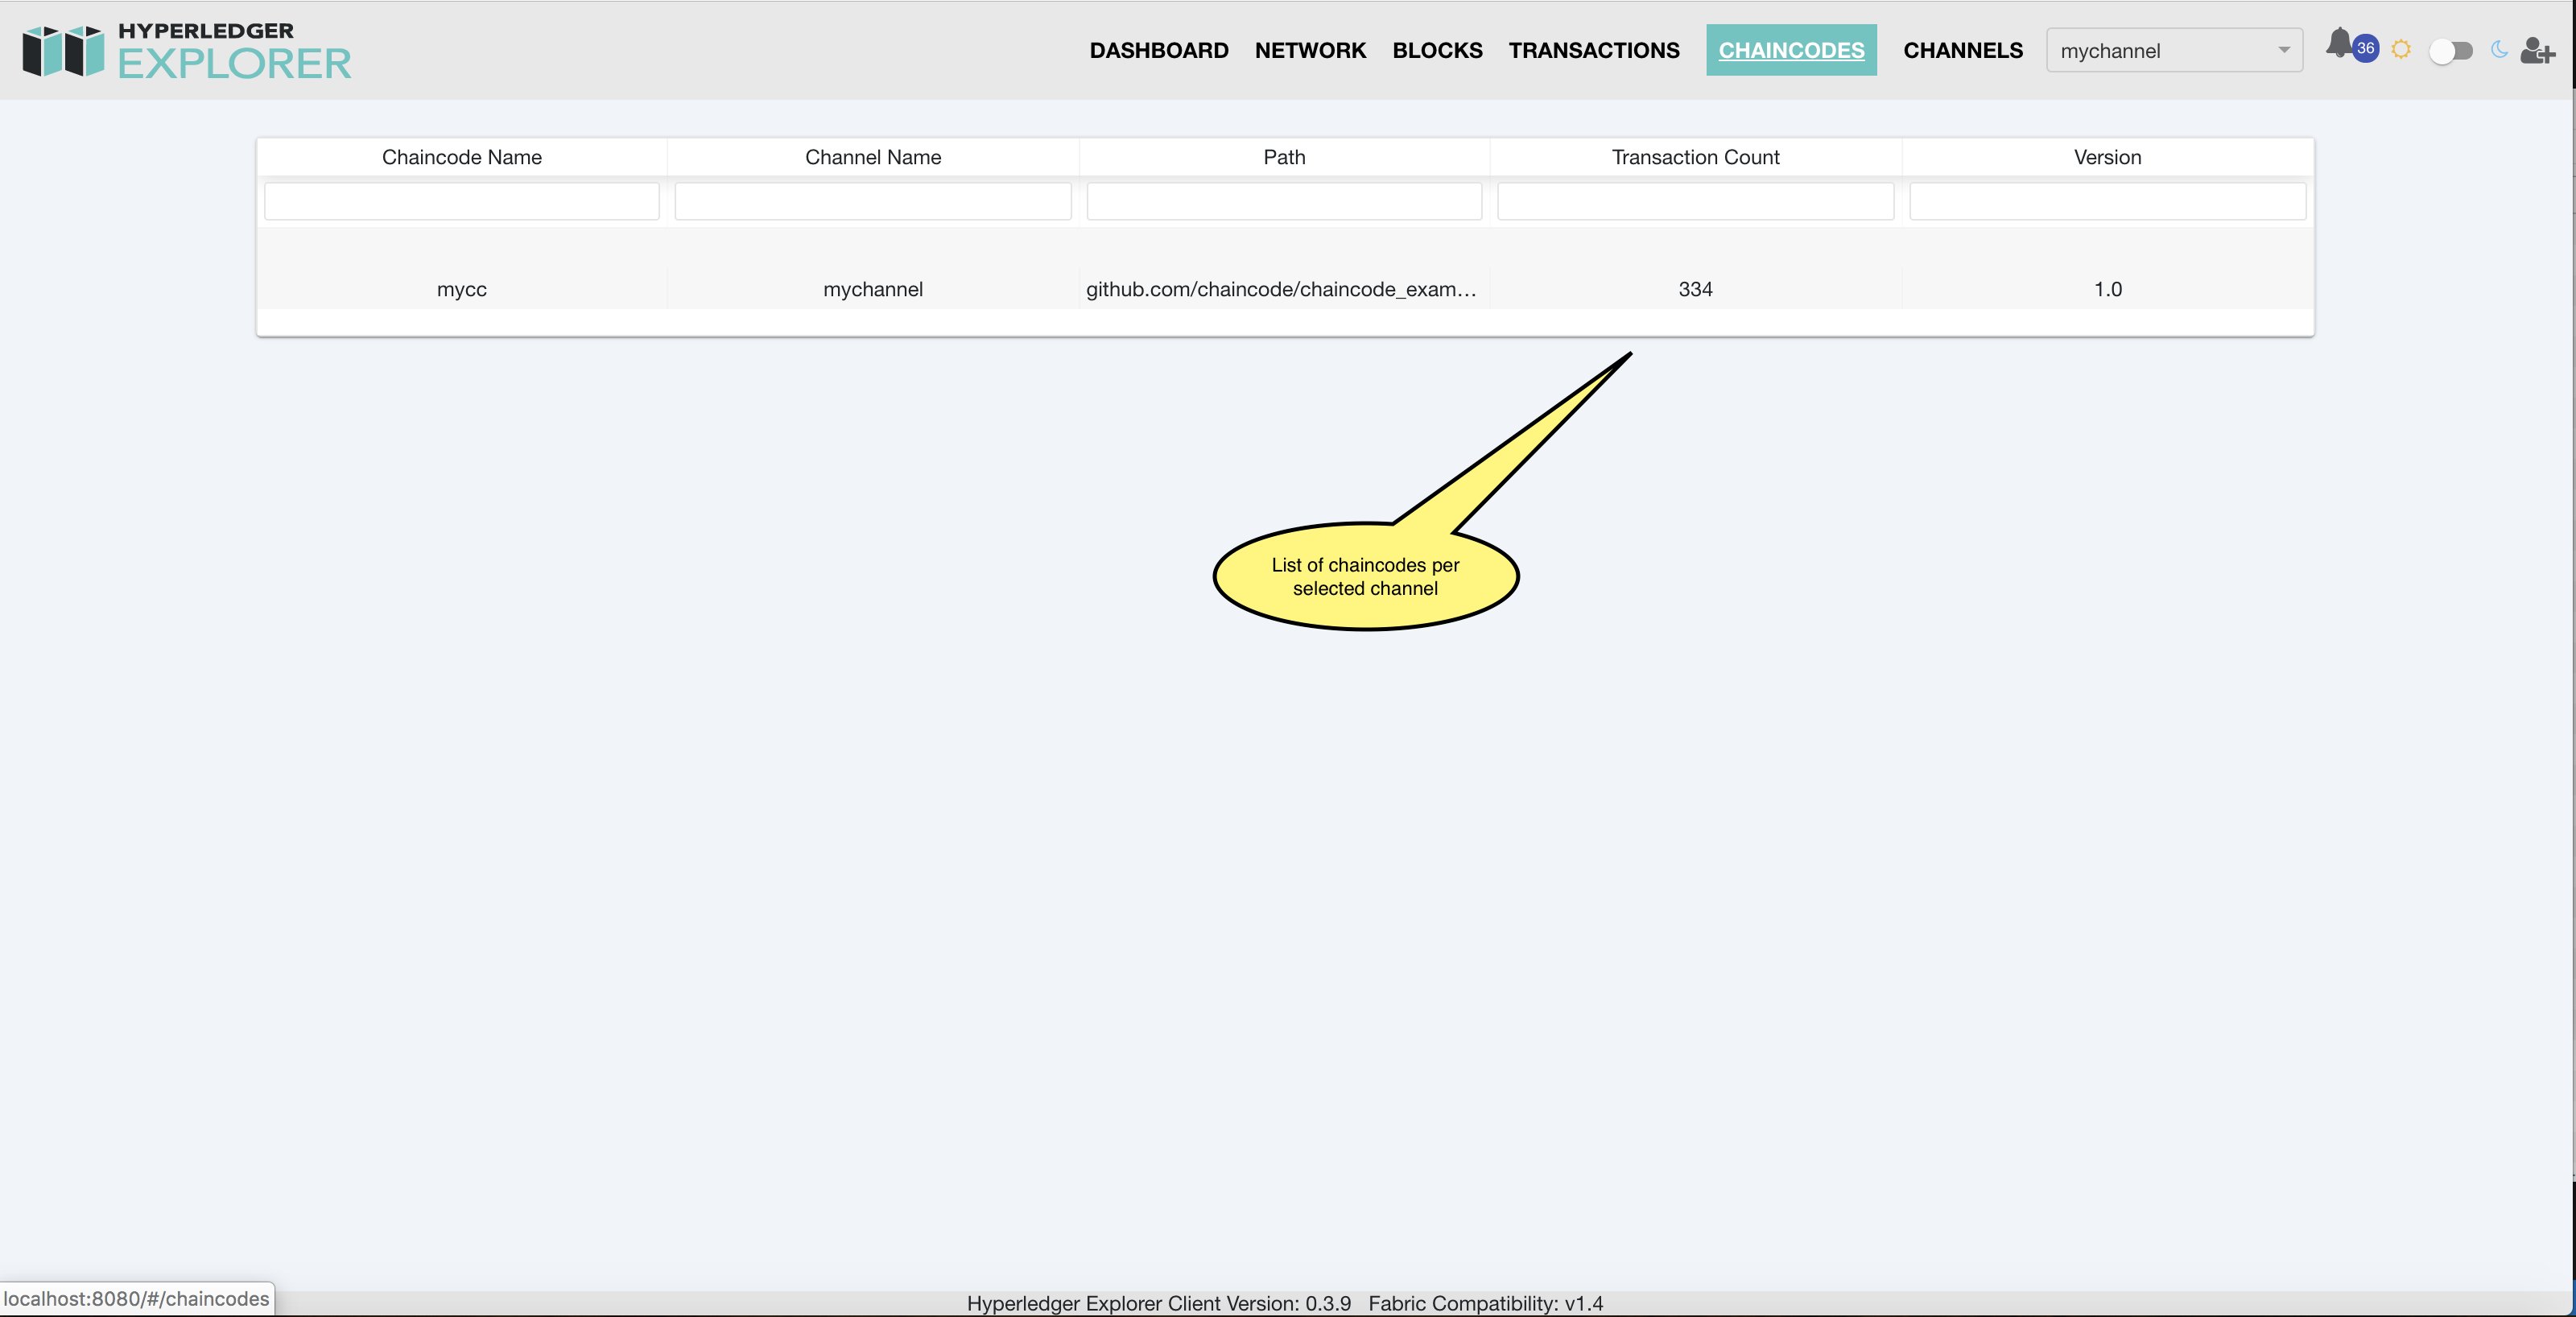 HYPERLEDGER
EXPLORER
DASHBOARD NETWORK BLOCKS TRANSACTIONS CHAINCODES CHANNELS mychannel 36
Chaincode Name Channel Name Path Transaction Count Version
mycc mychannel github.com/chaincode/chaincode_exam... 334 1.0
List of chaincodes per
selected channel
localhost:8080/#/chaincodes
Hyperledger Explorer Client Version: 0.3.9 Fabric Compatibility: v1.4